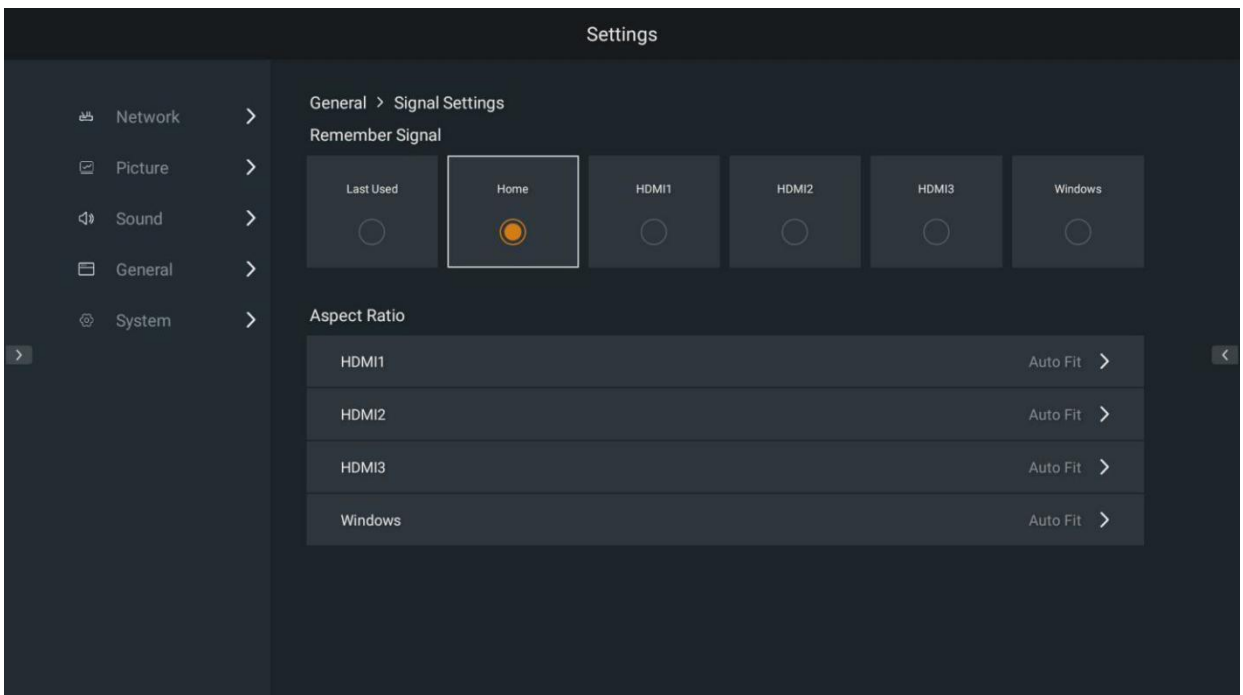 Settings
Network
Picture
Sound
General
System
General > Signal Settings
Remember Signal
Last Used Home HDMI1 HDMI2 HDMI3 Windows
Aspect Ratio
HDMI1 Auto Fit
HDMI2 Auto Fit
HDMI3 Auto Fit
Windows Auto Fit